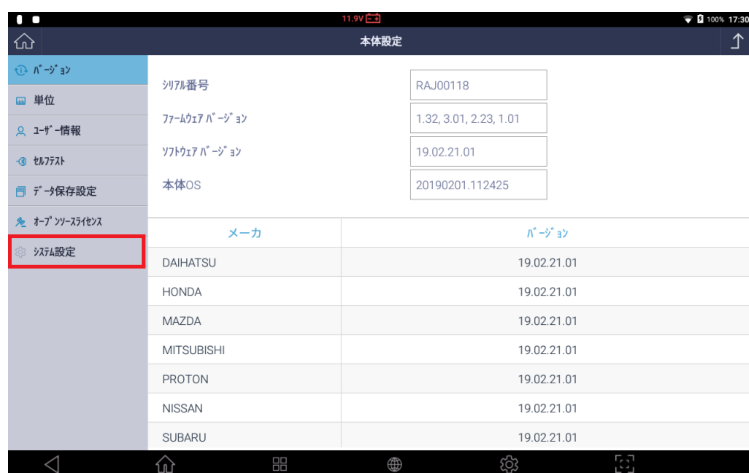 11.9V
100% 17:30
本体設定
ﾊﾞｰｼﾞｮﾝ
単位
ﾕｰｻﾞｰ情報
ｾﾙﾌﾃｽﾄ
ﾃﾞｰﾀ保存設定
ｵｰﾌﾟﾝｿｰｽﾗｲｾﾝｽ
ｼｽﾃﾑ設定
ｼﾘｱﾙ番号 RAJ00118
ﾌｧｰﾑｳｪｱ ﾊﾞｰｼﾞｮﾝ 1.32, 3.01, 2.23, 1.01
ｿﾌﾄｳｪｱ ﾊﾞｰｼﾞｮﾝ 19.02.21.01
本体OS 20190201.112425
メーカ ﾊﾞｰｼﾞｮﾝ
DAIHATSU 19.02.21.01
HONDA 19.02.21.01
MAZDA 19.02.21.01
MITSUBISHI 19.02.21.01
PROTON 19.02.21.01
NISSAN 19.02.21.01
SUBARU 19.02.21.01